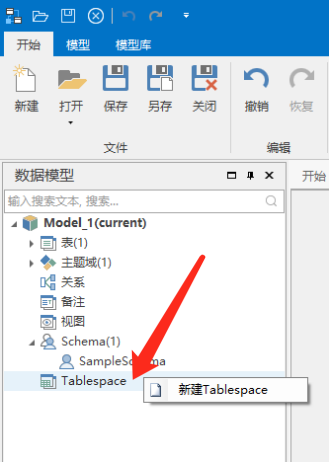 开始 模型 模型库
新建 打开 保存 另存 关闭 撤销 恢复
文件 编辑
数据模型 开始
输入搜索文本, 搜索...
Model_1(current)
表(1)
主题域(1)
关系
备注
视图
Schema(1)
SampleSchema
Tablespace
新建Tablespace